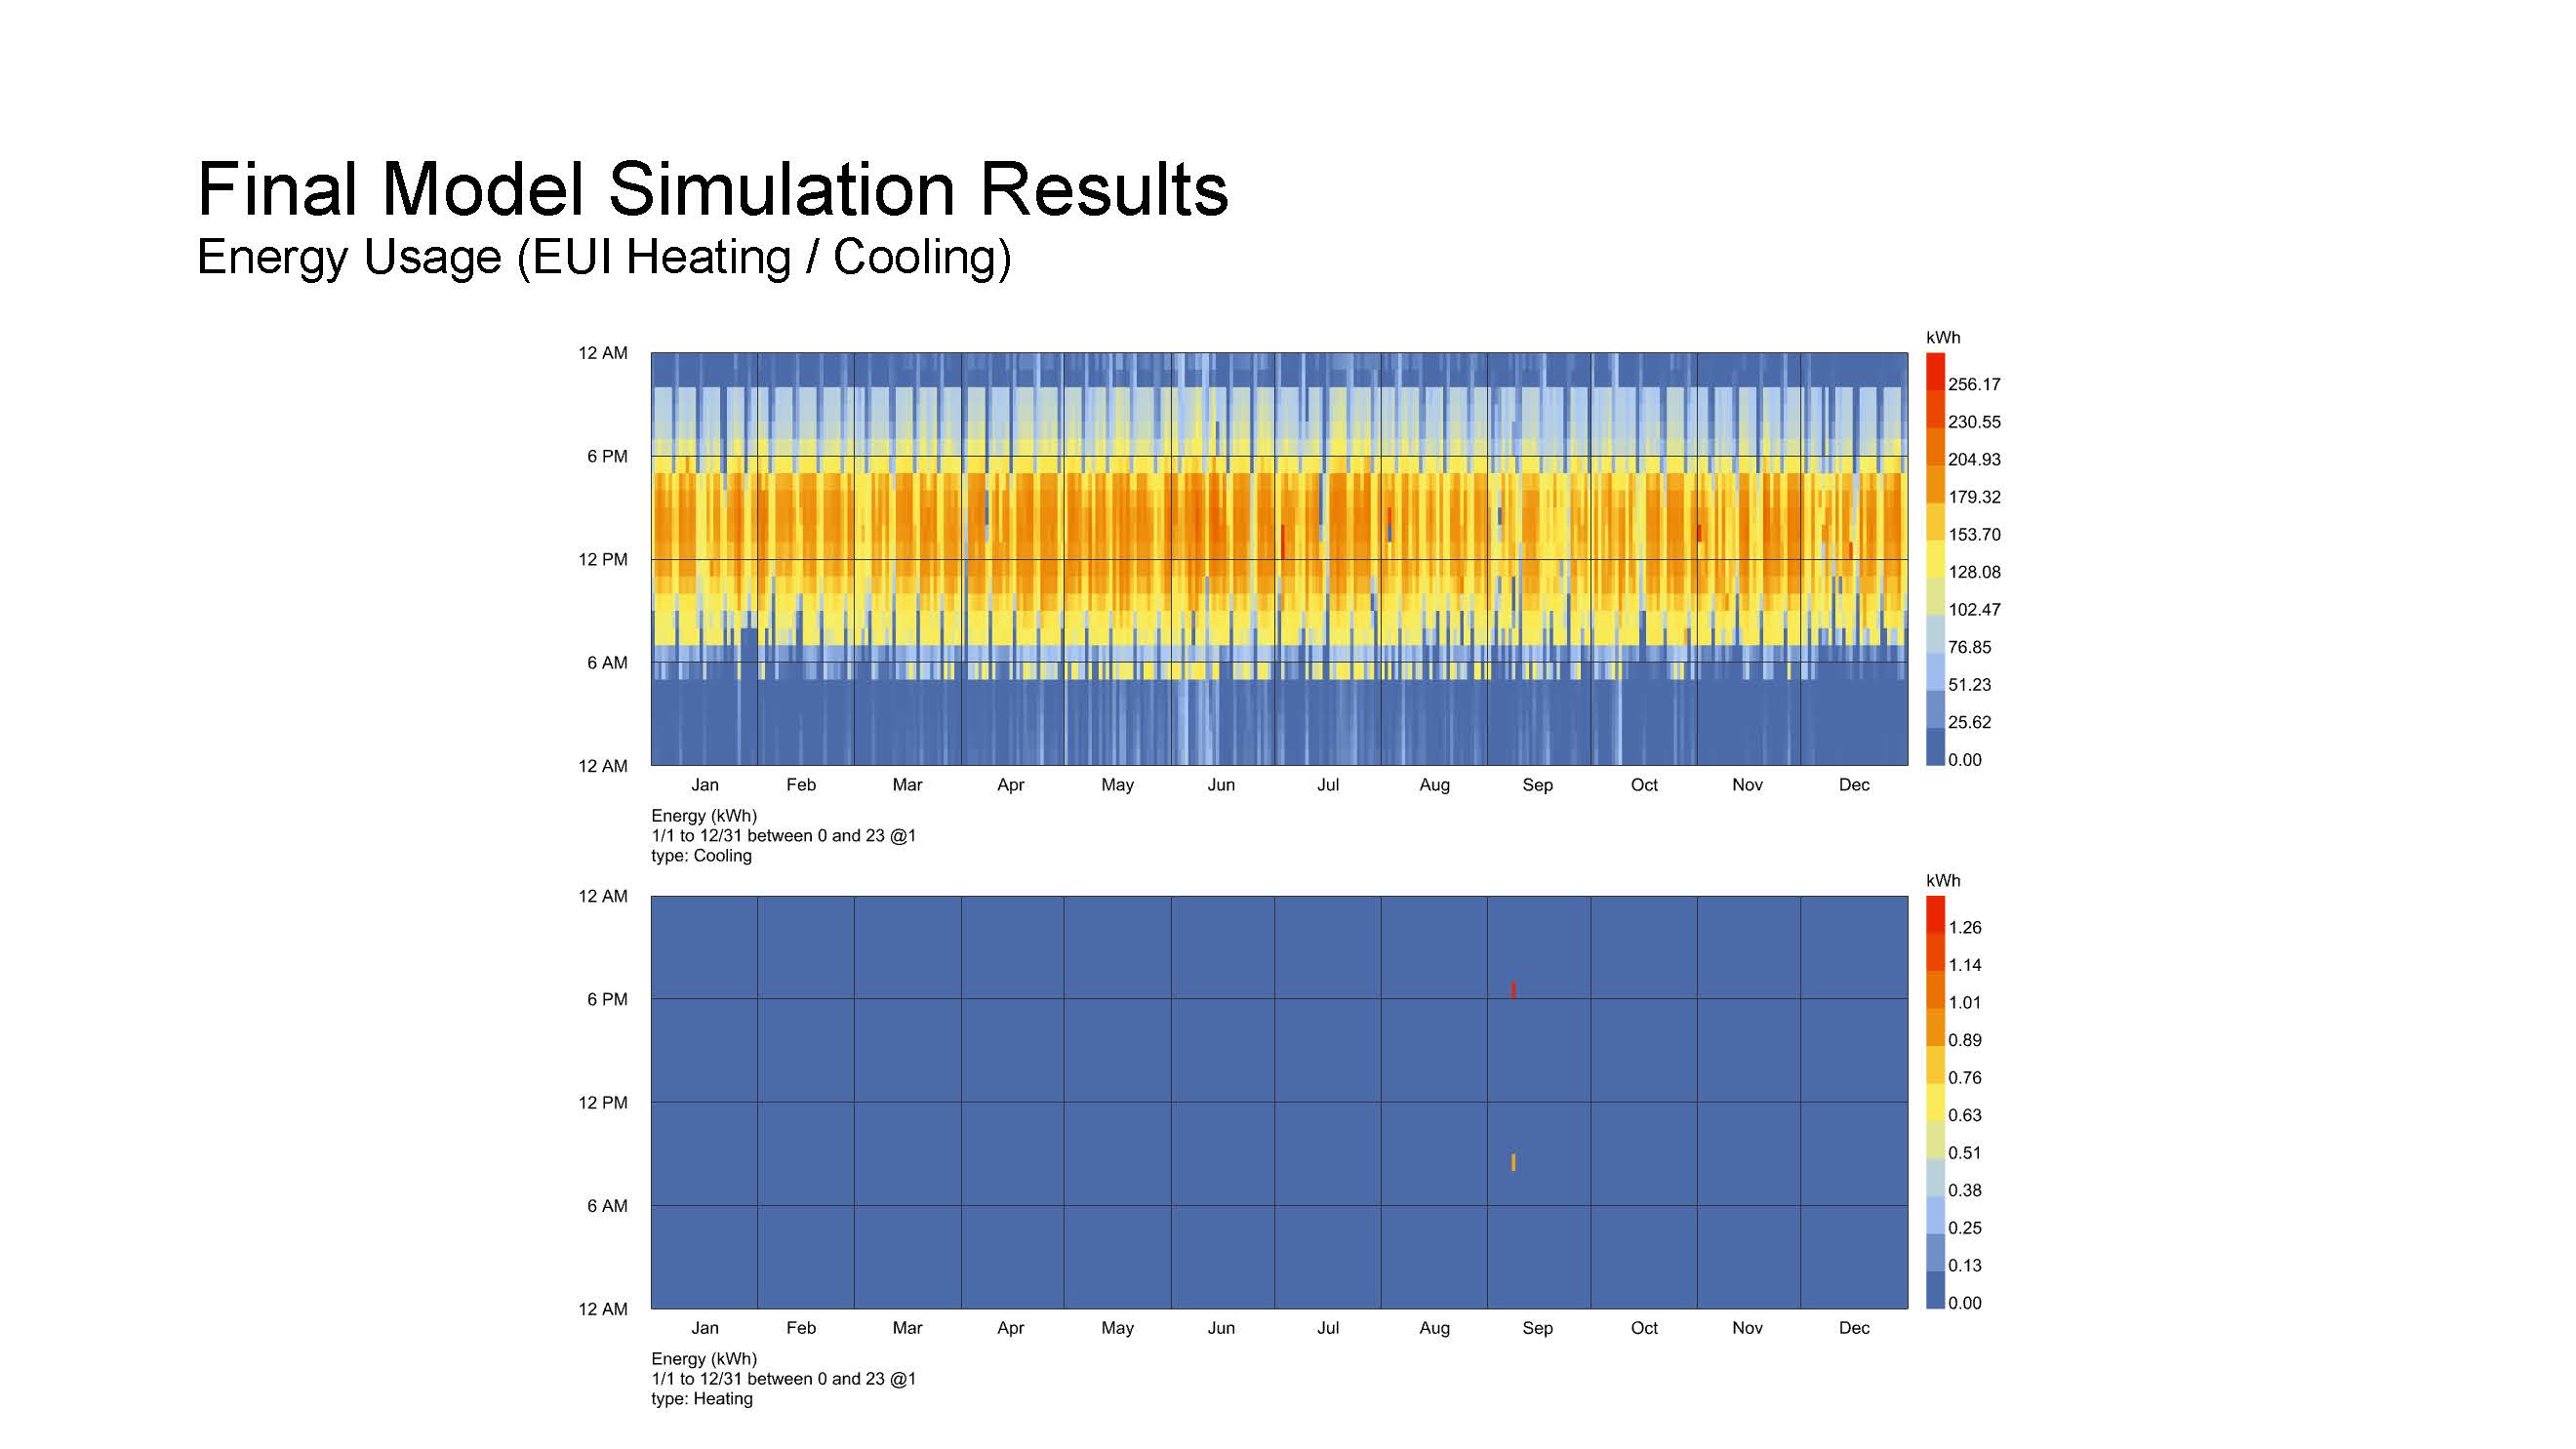 Final Model Simulation Results
Energy Usage (EUI Heating / Cooling)
kWh
12 AM
6 PM
12 PM
6 AM
12 AM
256.17
230.55
204.93
179.32
153.70
128.08
102.47
76.85
51.23
25.62
0.00
Jan Feb Mar Apr May Jun Jul Aug Sep Oct Nov Dec
Energy (kWh)
1/1 to 12/31 between 0 and 23 @1
type: Cooling
kWh
12 AM
6 PM
12 PM
6 AM
12 AM
1.26
1.14
1.01
0.89
0.76
0.63
0.51
0.38
0.25
0.13
0.00
Jan Feb Mar Apr May Jun Jul Aug Sep Oct Nov Dec
Energy (kWh)
1/1 to 12/31 between 0 and 23 @1
type: Heating